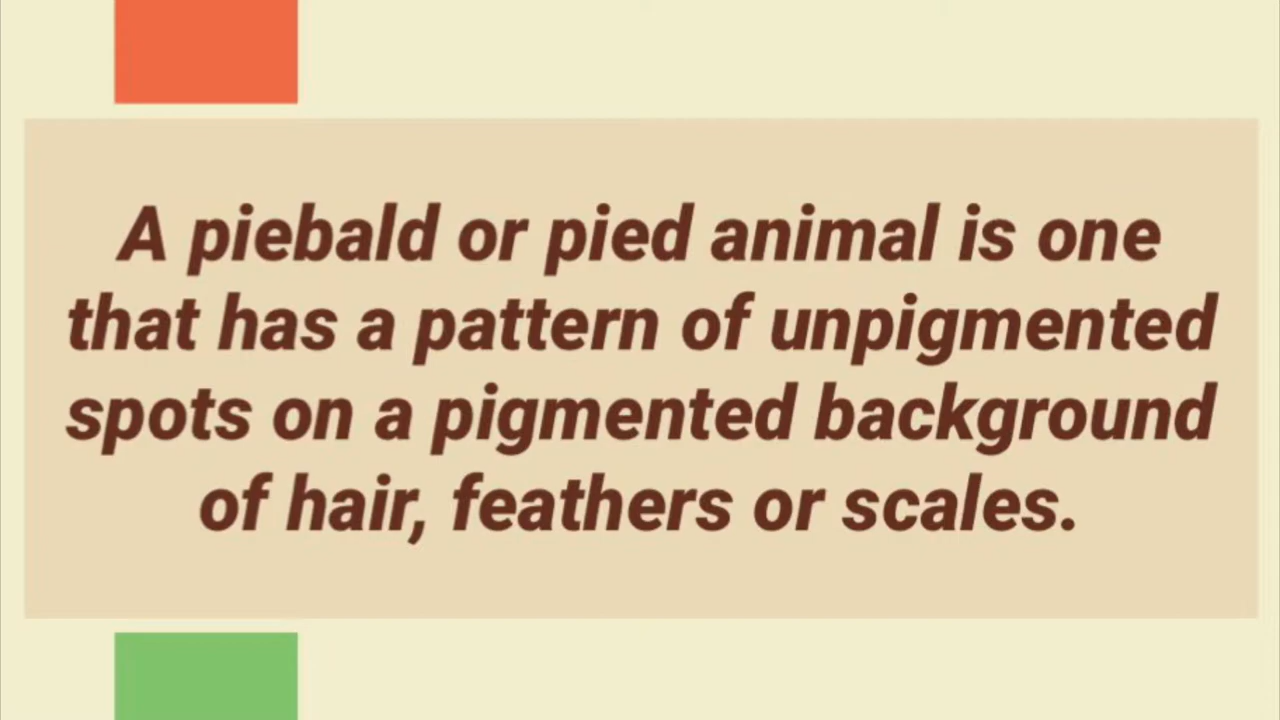 A piebald or pied animal is one
that has a pattern of unpigmented
spots on a pigmented background
of hair, feathers or scales.